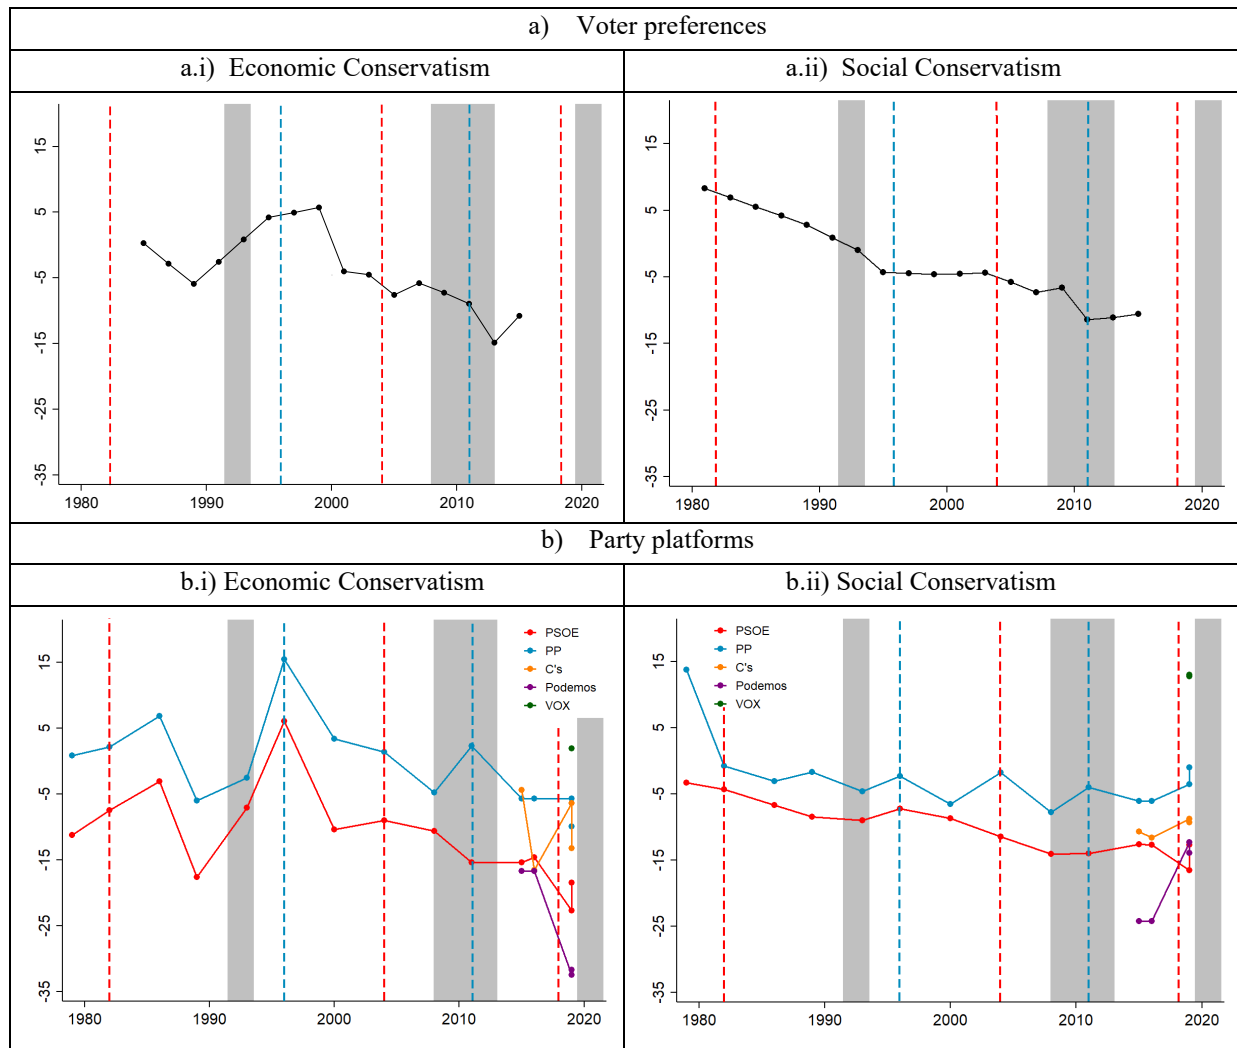 a) Voter preferences
a.i) Economic Conservatism
a.ii) Social Conservatism
15
5
-5
-15
-25
-35
1980 1990 2000 2010 2020
15
5
-5
-15
-25
-35
1980 1990 2000 2010 2020
b) Party platforms
b.i) Economic Conservatism
b.ii) Social Conservatism
PSOE
PP
C's
Podemos
VOX
15
5
-5
-15
-25
-35
1980 1990 2000 2010 2020
PSOE
PP
C's
Podemos
VOX
15
5
-5
-15
-25
-35
1980 1990 2000 2010 2020